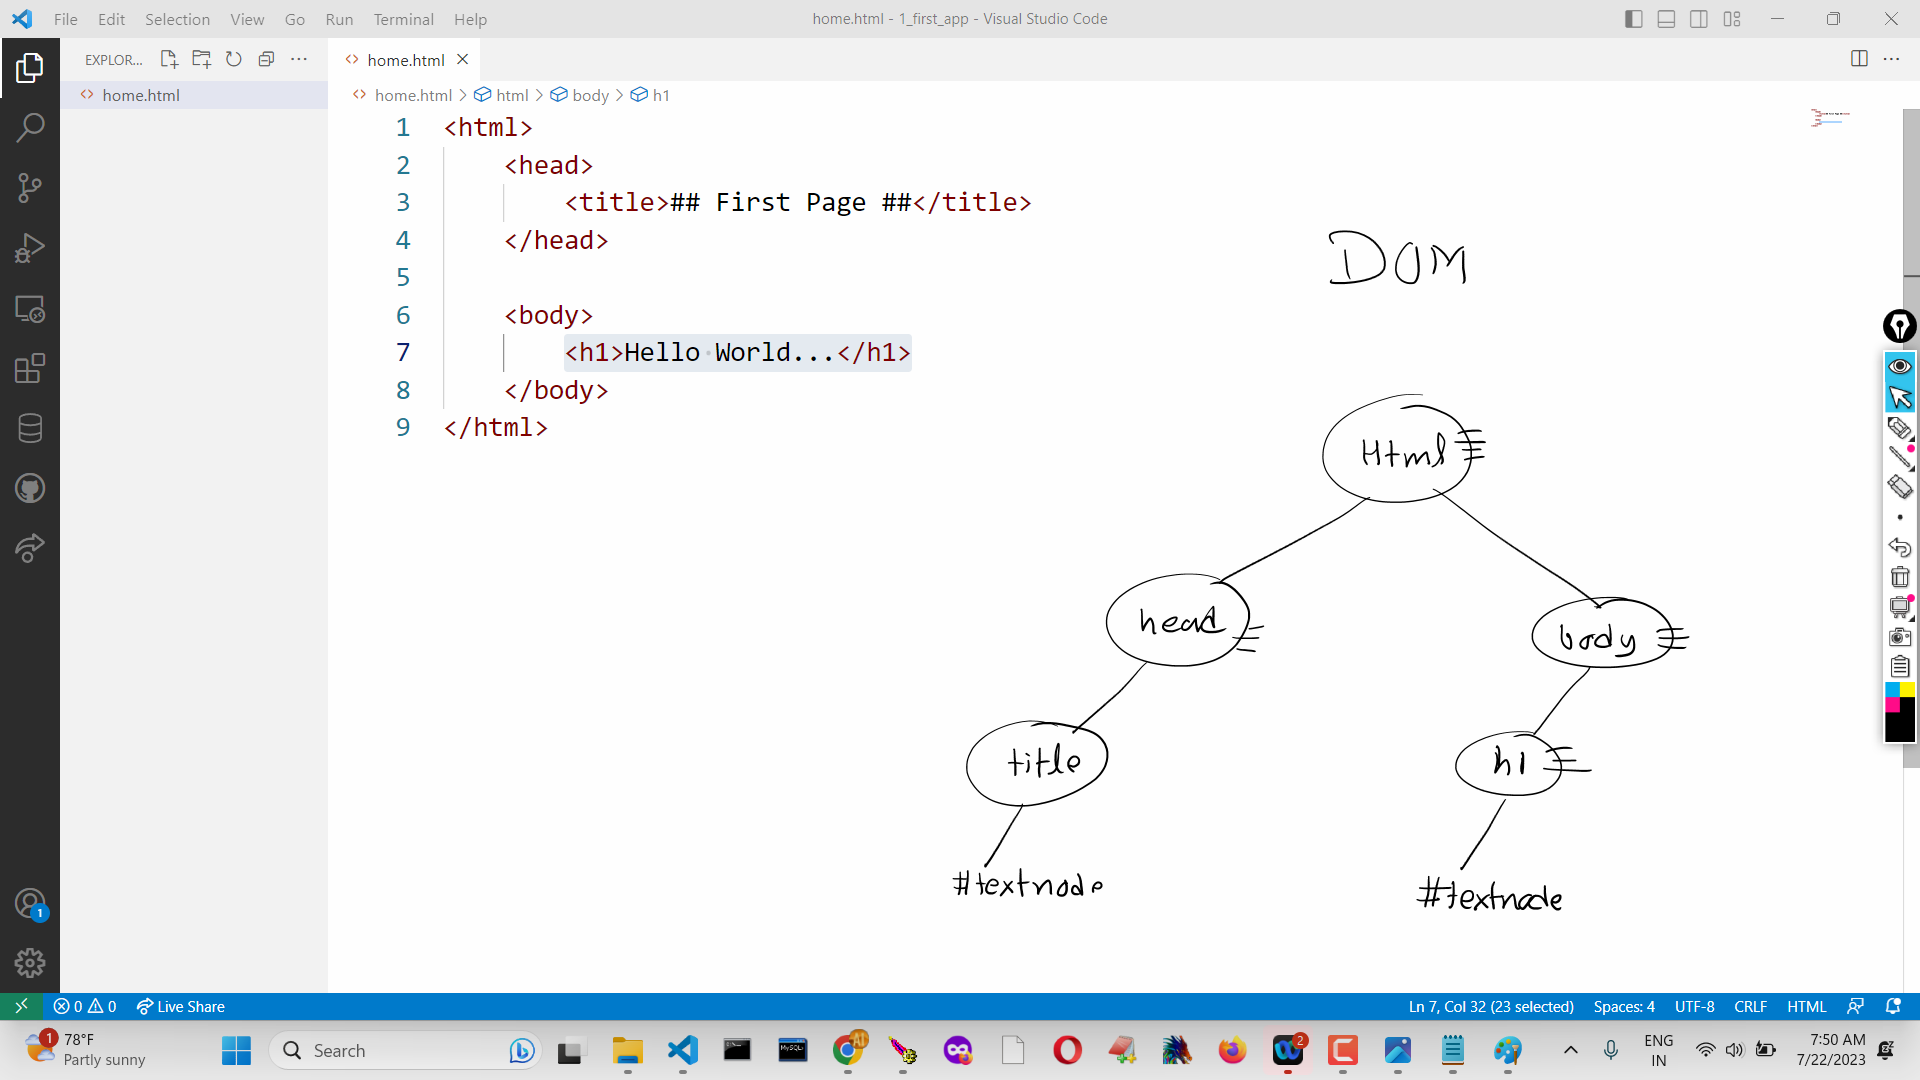 File Edit Selection View Go Run Terminal Help
home.html - 1_first_app - Visual Studio Code
EXPLOR...
home.html
home.html
home.html > html > body > h1
1 <html>
2 <head>
3 <title>## First Page ##</title>
4 </head>
5
6 <body>
7 <h1>Hello World...</h1>
8 </body>
9 </html>
DOM
Html
head
body
title
h1
#textnode
#textnode
1
0 0 Live Share
Ln 7, Col 32 (23 selected) Spaces: 4 UTF-8 CRLF HTML
1
78°F
Partly sunny
Search
MySQL
AI
2
ENG
IN
7:50 AM
7/22/2023